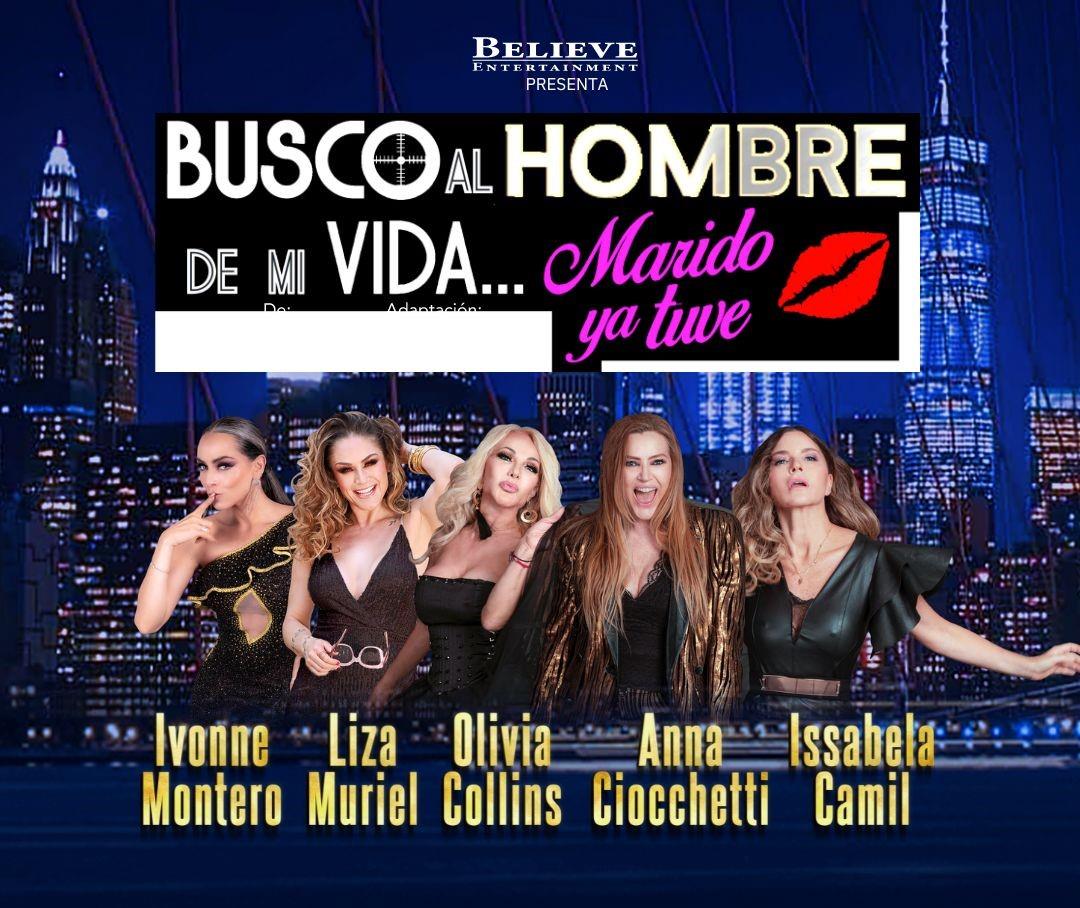 BELIEVE
ENTERTAINMENT
PRESENTA
BUSCO AL HOMBRE
DE MI VIDA... Marido
ya tuve
De: Adaptación:
Ivonne Liza Olivia Anna Issabela
Montero Muriel Collins Ciocchetti Camil